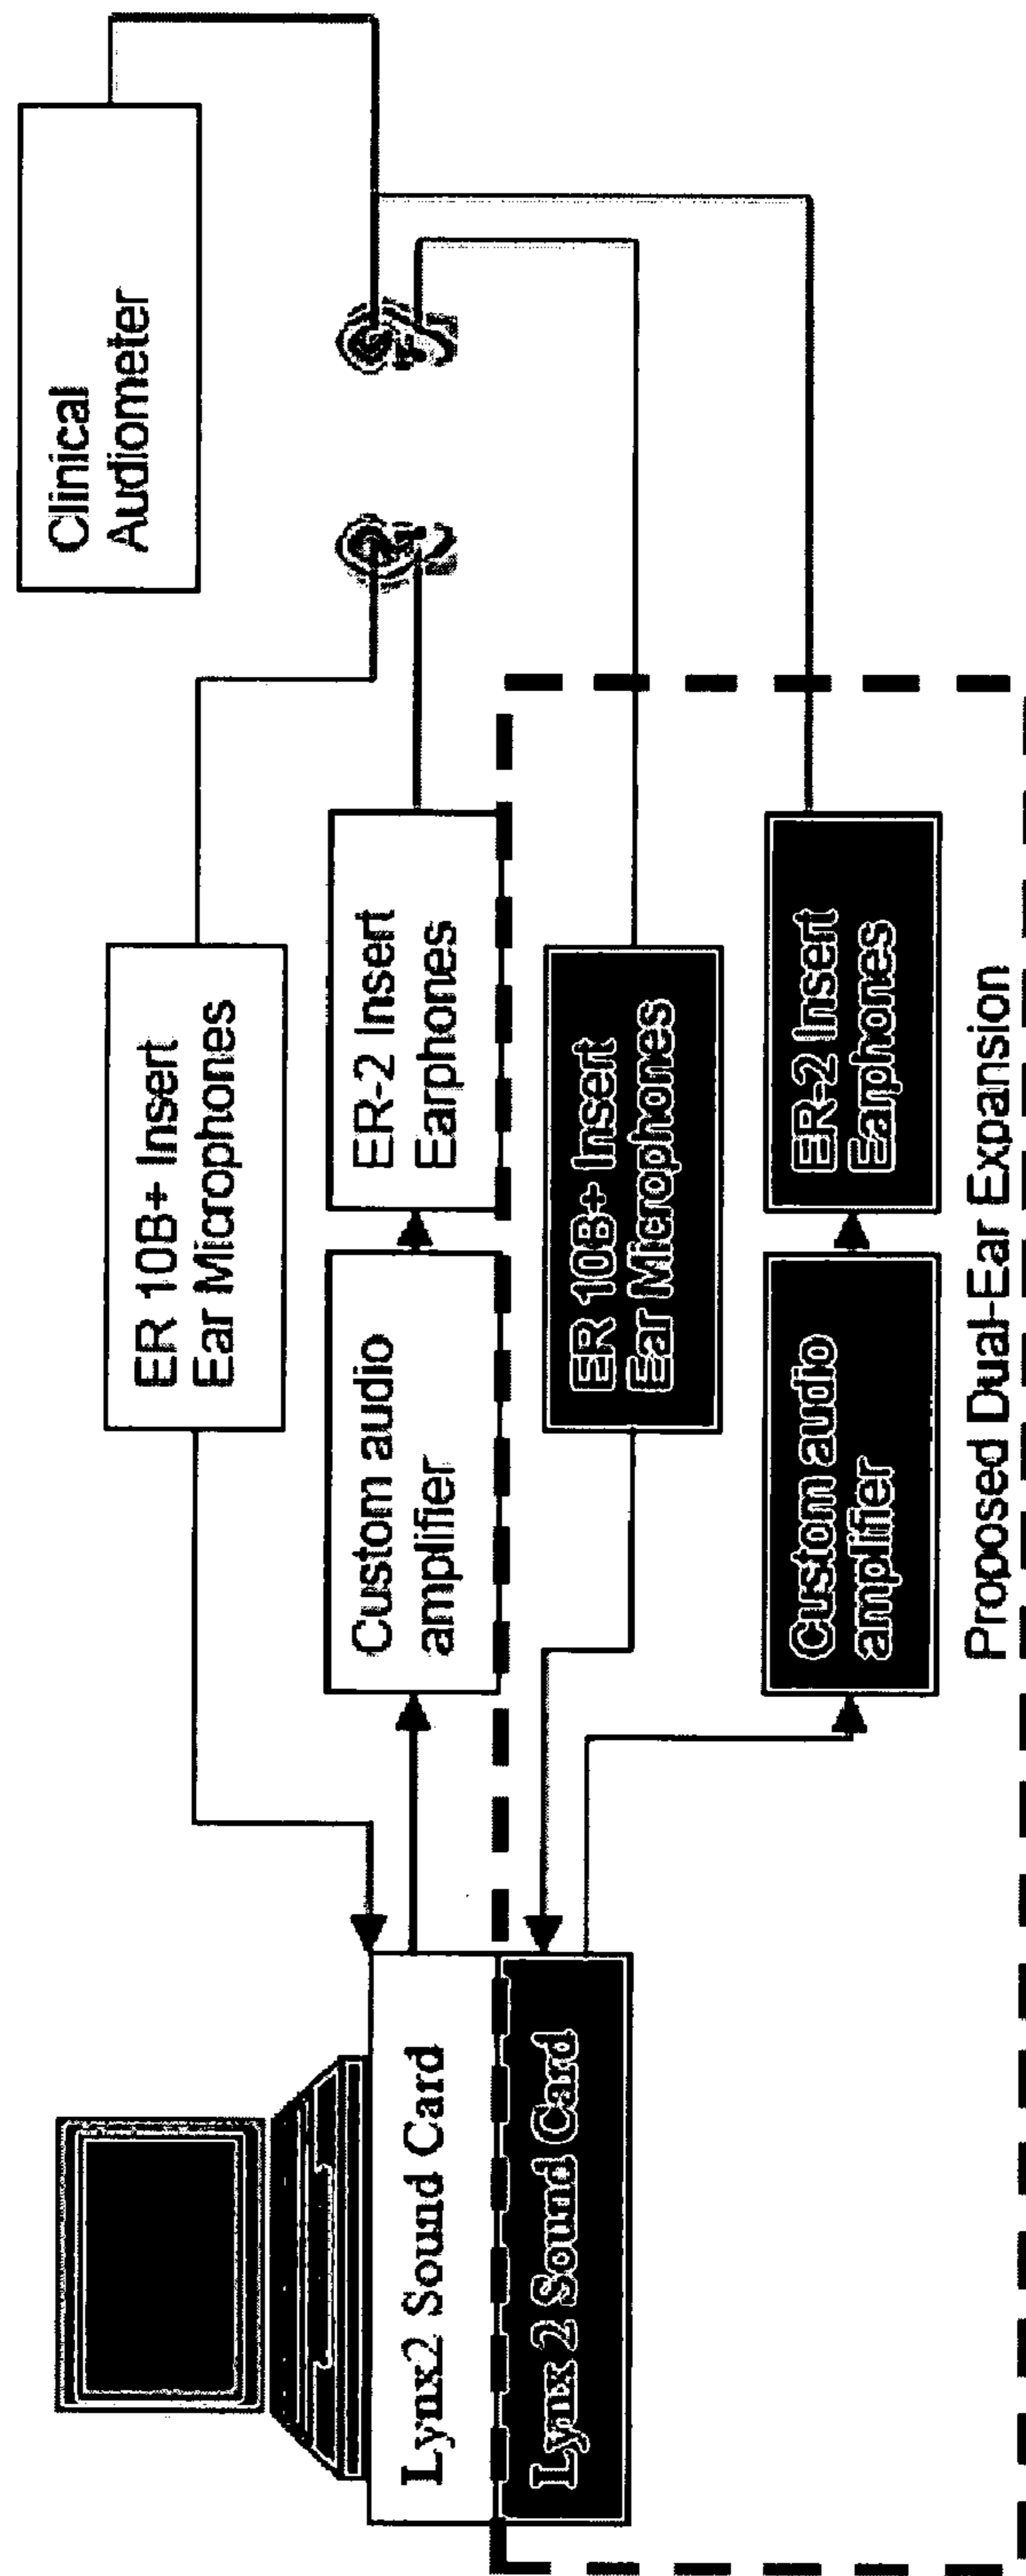 Clinical
Audiometer
ER 10B+ Insert
Ear Microphones
ER-2 Insert
Earphones
Custom audio
amplifier
Lynx2 Sound Card
Lynx 2 Sound Card
ER 10B+ Insert
Ear Microphones
Custom audio
amplifier
ER-2 Insert
Earphones
Proposed Dual-Ear Expansion